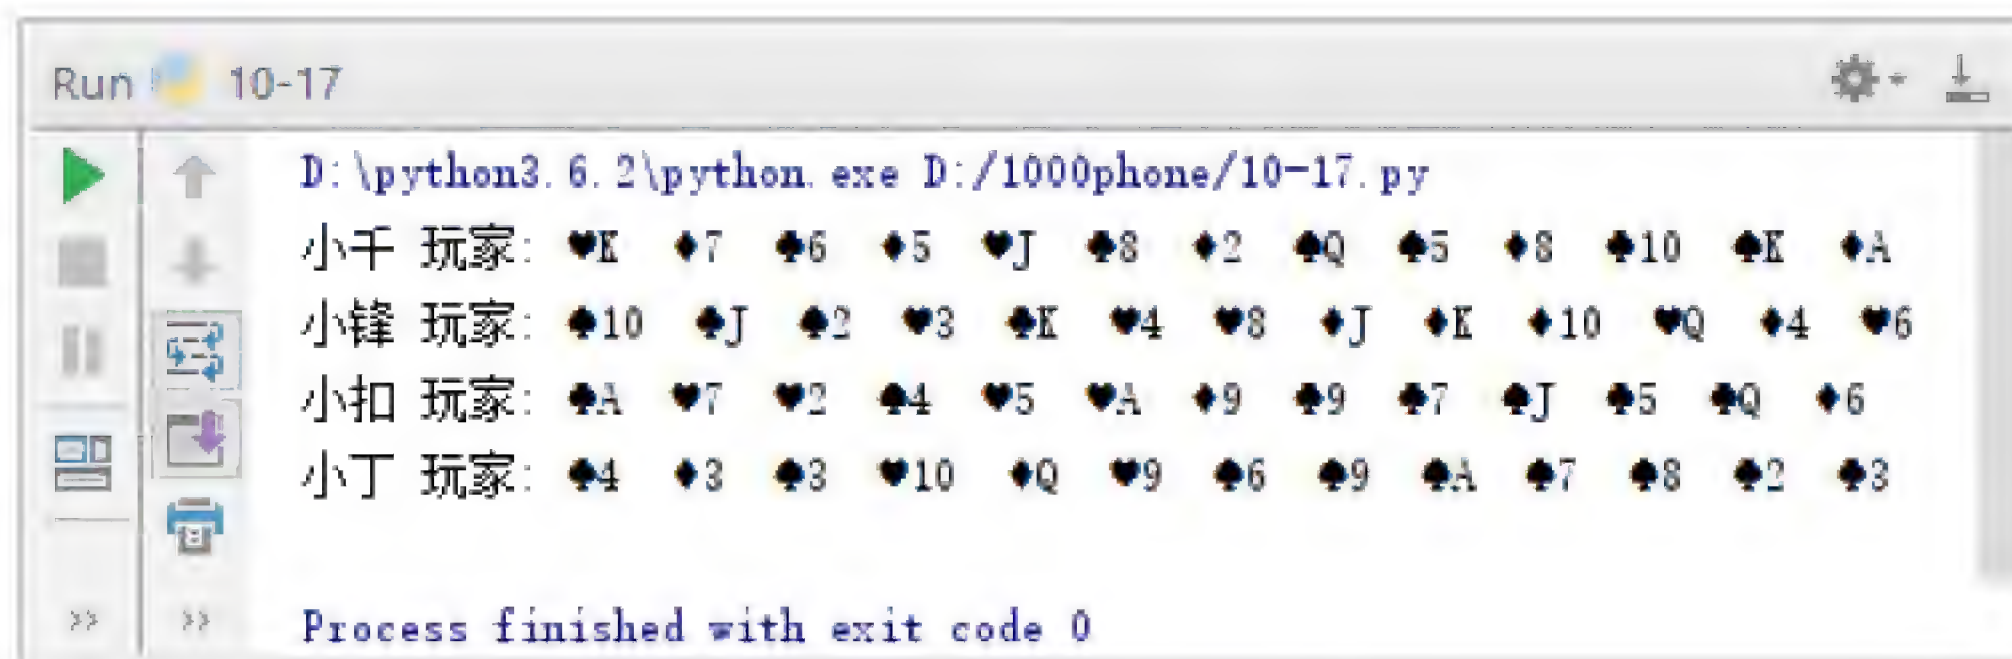 Run 10-17
D:\python3.6.2\python.exe D:/1000phone/10-17.py
小千 玩家: ♥K ♦7 ♣6 ♦5 ♥J ♣8 ♦2 ♠Q ♣5 ♦8 ♣10 ♣K ♦A
小锋 玩家: ♠10 ♣J ♣2 ♥3 ♠K ♥4 ♥8 ♦J ♦K ♦10 ♥Q ♦4 ♥6
小扣 玩家: ♣A ♥7 ♥2 ♠4 ♥5 ♥A ♦9 ♣9 ♣7 ♠J ♠5 ♣Q ♦6
小丁 玩家: ♣4 ♦3 ♣3 ♥10 ♦Q ♥9 ♠6 ♠9 ♠A ♠7 ♠8 ♠2 ♠3
Process finished with exit code 0